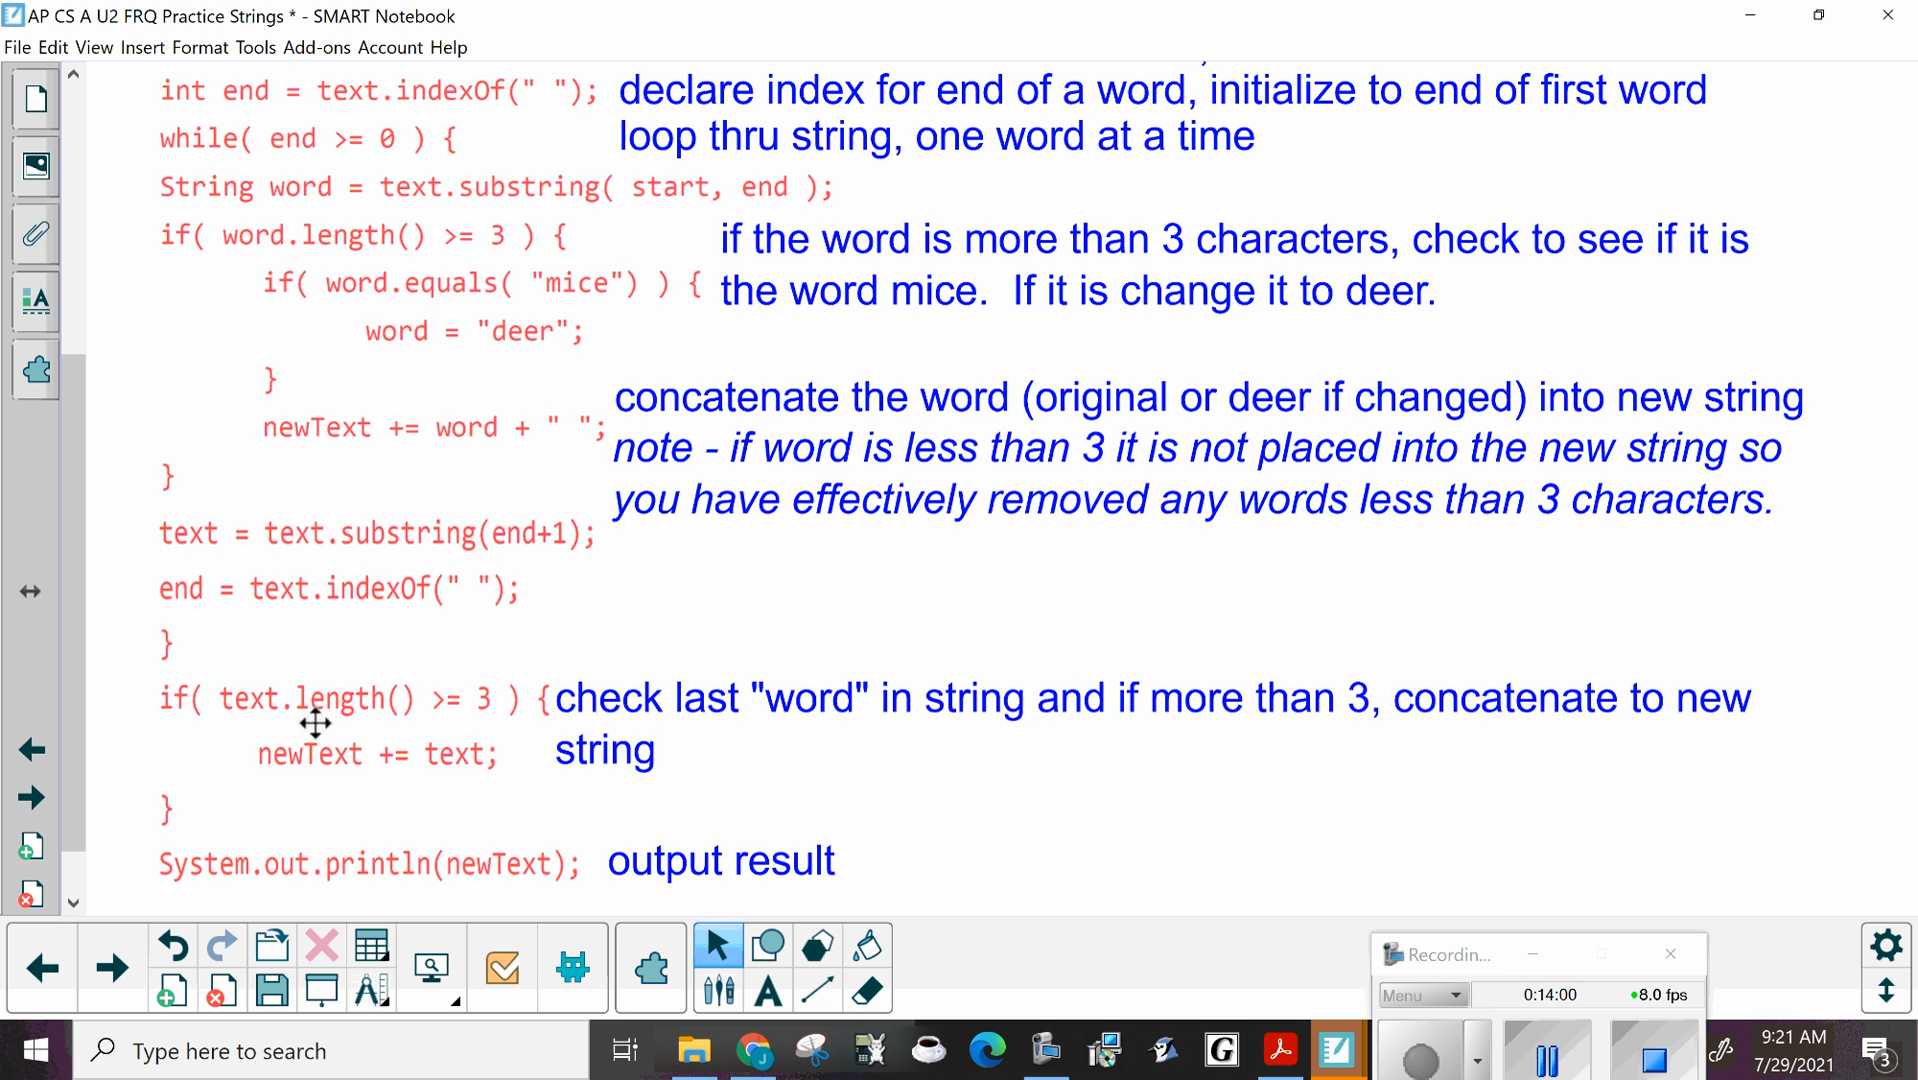 AP CS A U2 FRQ Practice Strings * - SMART Notebook
File Edit View Insert Format Tools Add-ons Account Help
int end = text.indexOf(" "); declare index for end of a word, initialize to end of first word
while( end >= 0 ) { loop thru string, one word at a time
String word = text.substring( start, end );
if( word.length() >= 3 ) { if the word is more than 3 characters, check to see if it is
if( word.equals( "mice") ) { the word mice. If it is change it to deer.
word = "deer";
}
concatenate the word (original or deer if changed) into new string
newText += word + " ";
note - if word is less than 3 it is not placed into the new string so
}
you have effectively removed any words less than 3 characters.
text = text.substring(end+1);
end = text.indexOf(" ");
}
if( text.length() >= 3 ) { check last "word" in string and if more than 3, concatenate to new
newText += text; string
}
System.out.println(newText); output result
A
A
Recordin...
Menu 0:14:00 8.0 fps
Type here to search
J
G
9:21 AM
7/29/2021
3